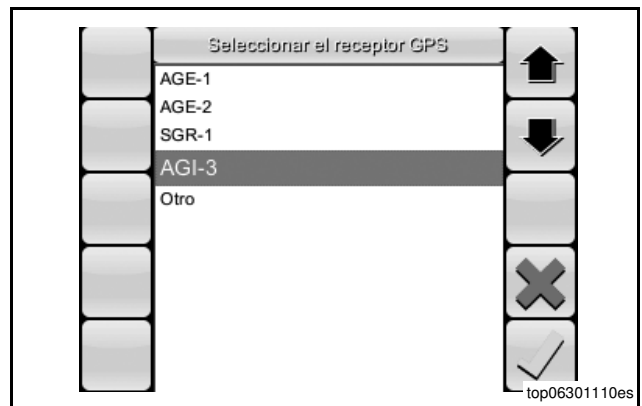 Seleccionar el receptor GPS
AGE-1
AGE-2
SGR-1
AGI-3
Otro
top06301110es